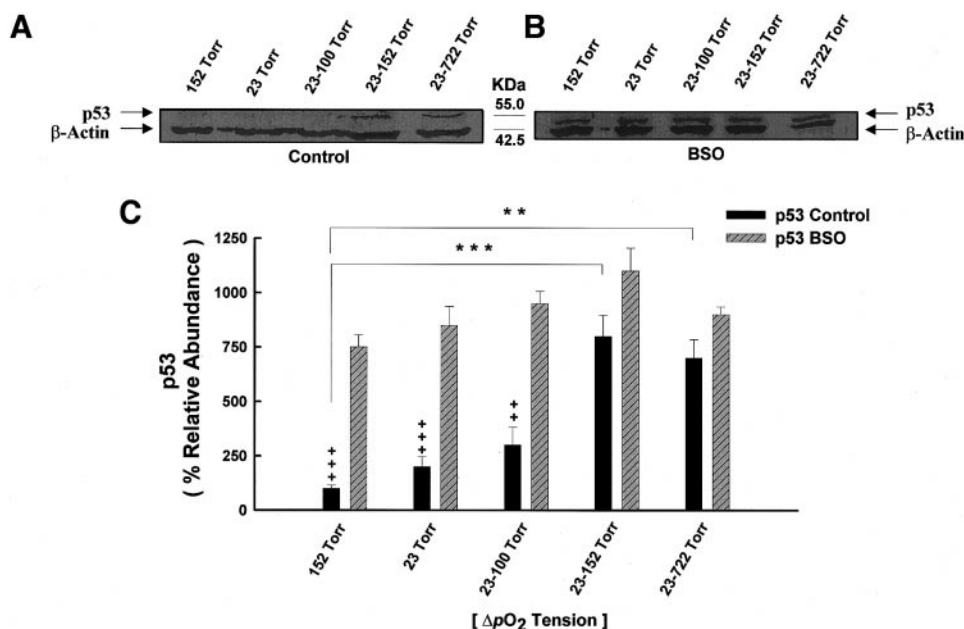 A
152 Torr
23 Torr
23-100 Torr
23-152 Torr
23-722 Torr
p53
β-Actin
Control
KDa
55.0
42.5
B
152 Torr
23 Torr
23-100 Torr
23-152 Torr
23-722 Torr
p53
β-Actin
BSO
C
p53 Control
p53 BSO
* *
* * *
p53
( % Relative Abundance )
1250
1000
750
500
250
0
+++
+++
++
152 Torr
23 Torr
23-100 Torr
23-152 Torr
23-722 Torr
[ ΔpO₂ Tension ]